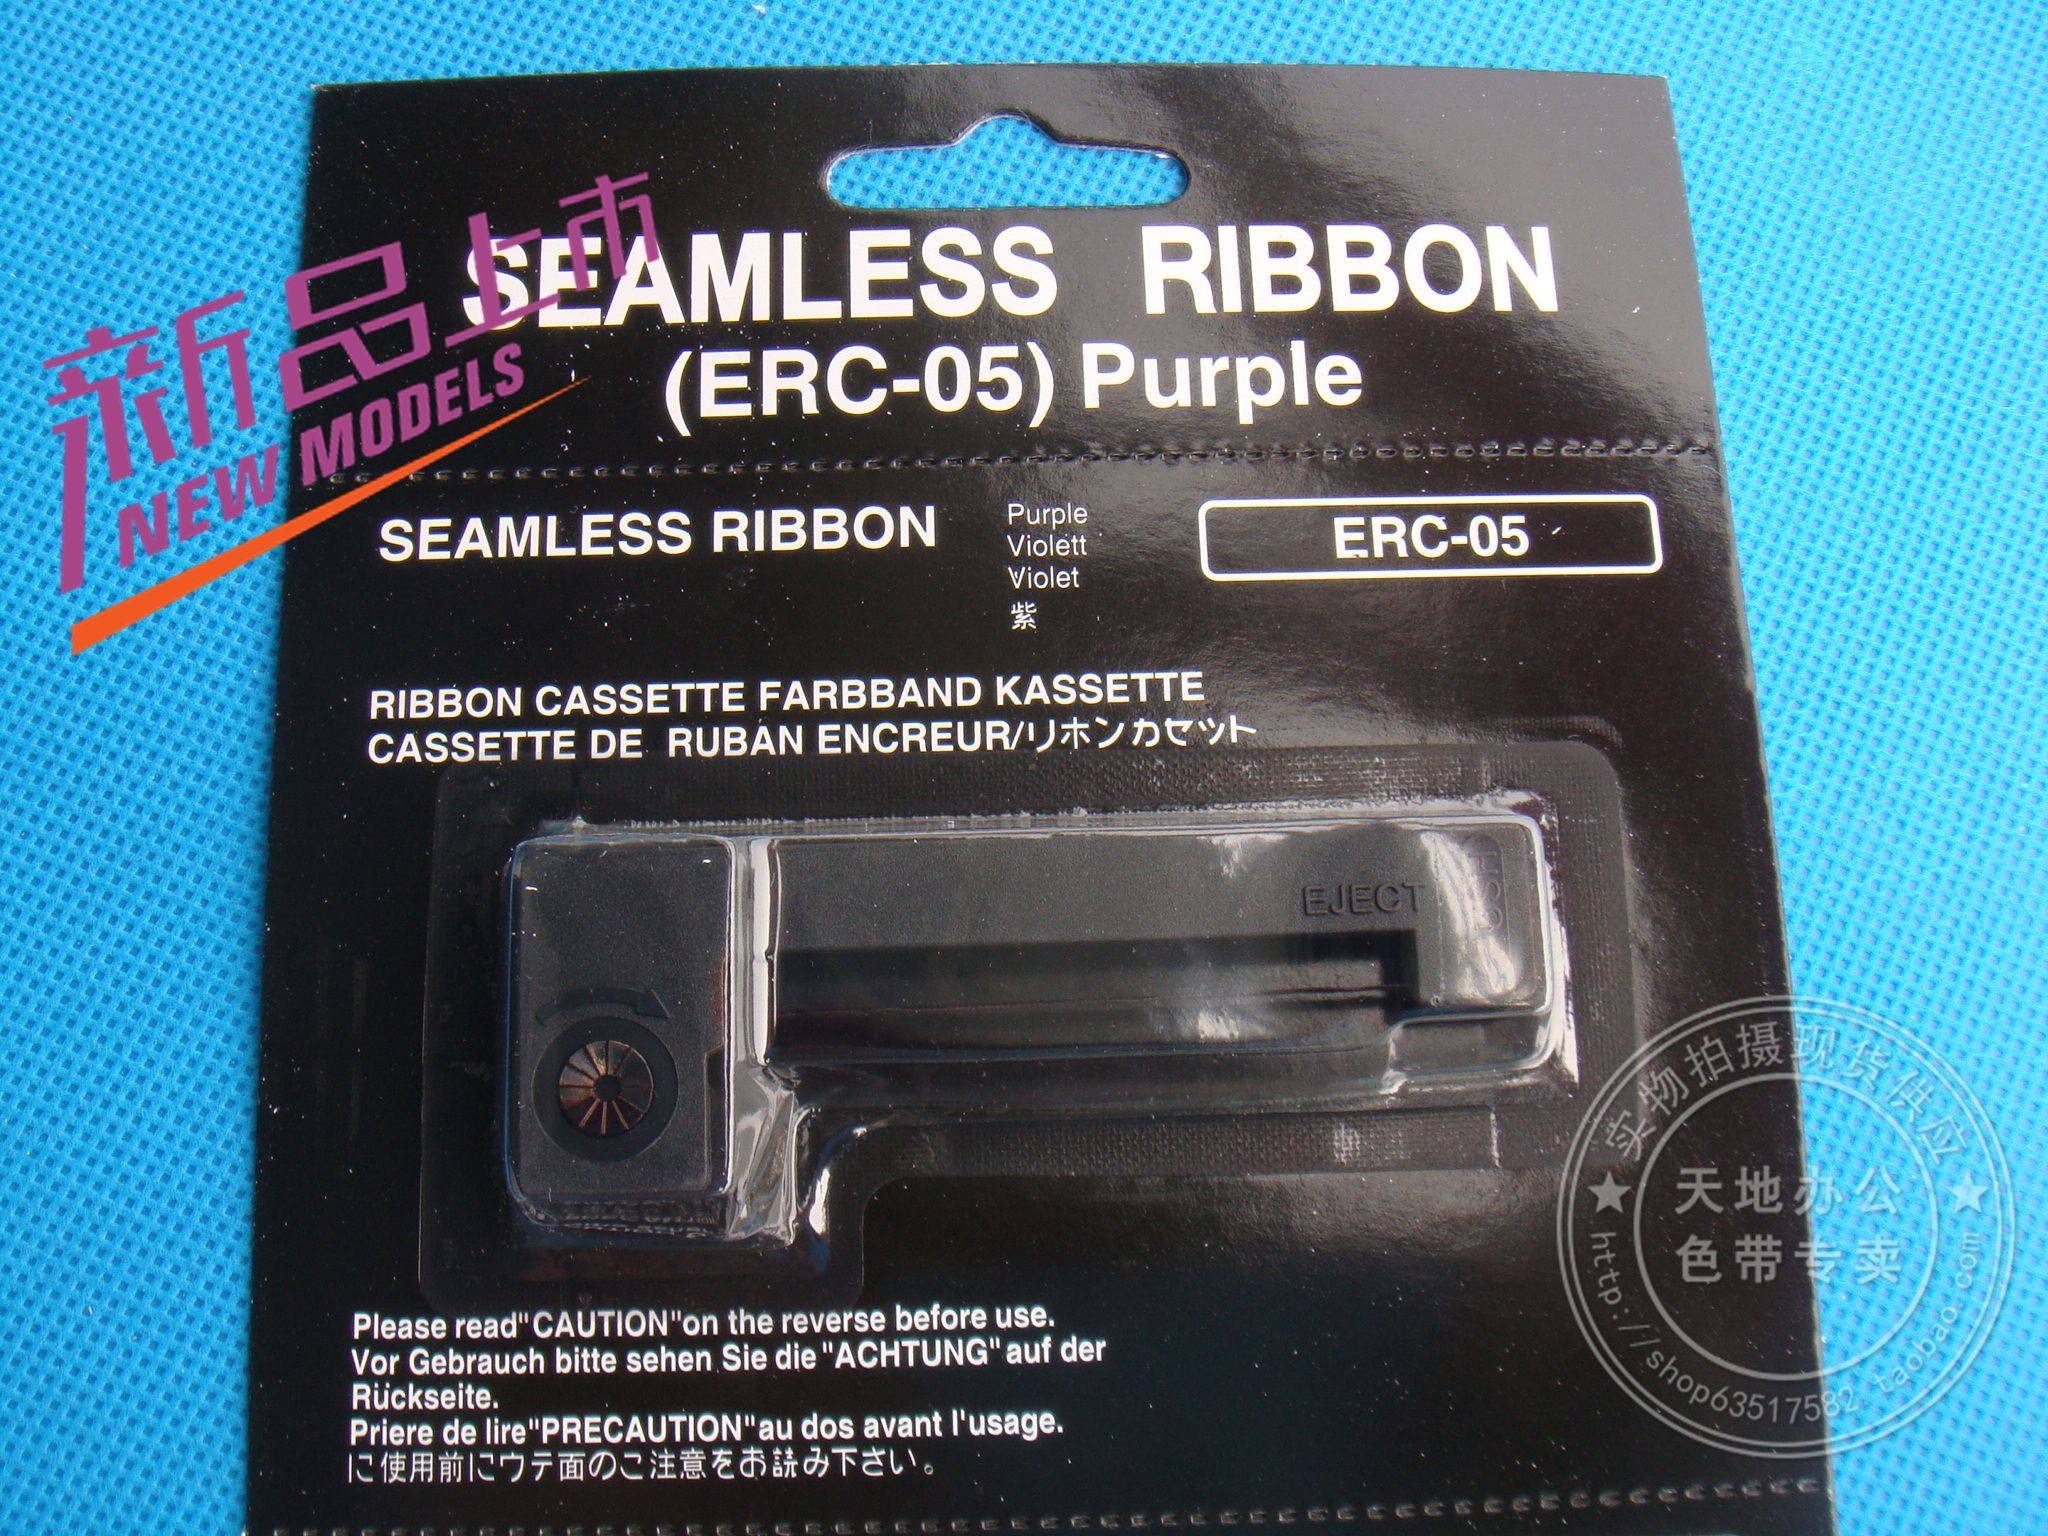 新品上市
NEW MODELS
SEAMLESS RIBBON
(ERC-05) Purple
SEAMLESS RIBBON
Purple
Violett
Violet
紫
ERC-05
RIBBON CASSETTE FARBBAND KASSETTE
CASSETTE DE RUBAN ENCREUR/リホンカセット
EJECT
PUSH
Please read"CAUTION"on the reverse before use.
Vor Gebrauch bitte sehen Sie die "ACHTUNG" auf der
Rückseite.
Priere de lire"PRECAUTION"au dos avant l'usage.
に使用前にウテ面のご注意をお読み下さい。
实物拍摄现货供应
天地办公
色带专卖
http://shop63517582.taobao.com